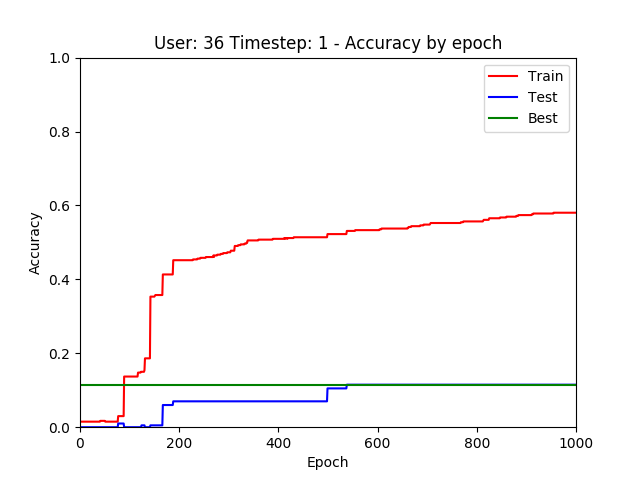 User: 36 Timestep: 1 - Accuracy by epoch
Train
Test
Best
1.0
0.8
0.6
0.4
0.2
0.0
Accuracy
0 200 400 600 800 1000
Epoch